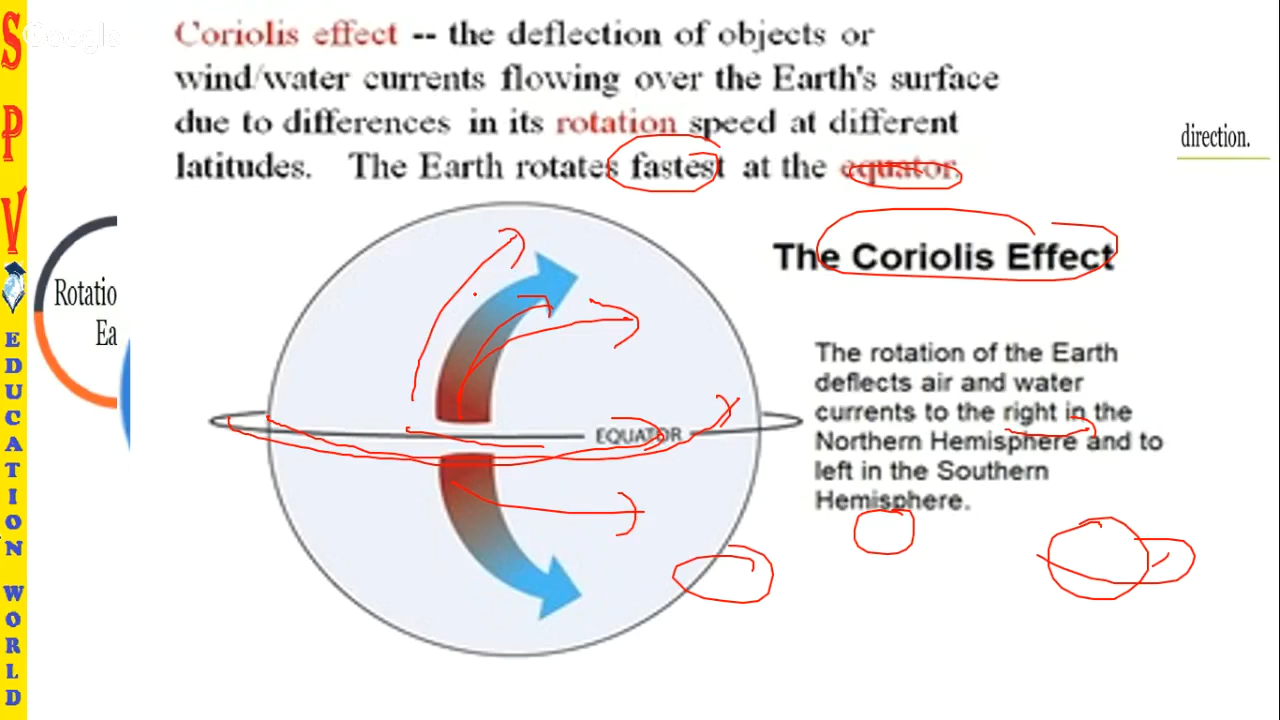 S P V EDUCATION WORLD
Google
Coriolis effect -- the deflection of objects or
wind/water currents flowing over the Earth's surface
due to differences in its rotation speed at different
latitudes. The Earth rotates fastest at the equator.
direction.
Rotatio
Ea
The Coriolis Effect
The rotation of the Earth
deflects air and water
currents to the right in the
Northern Hemisphere and to
left in the Southern
Hemisphere.
EQUATOR